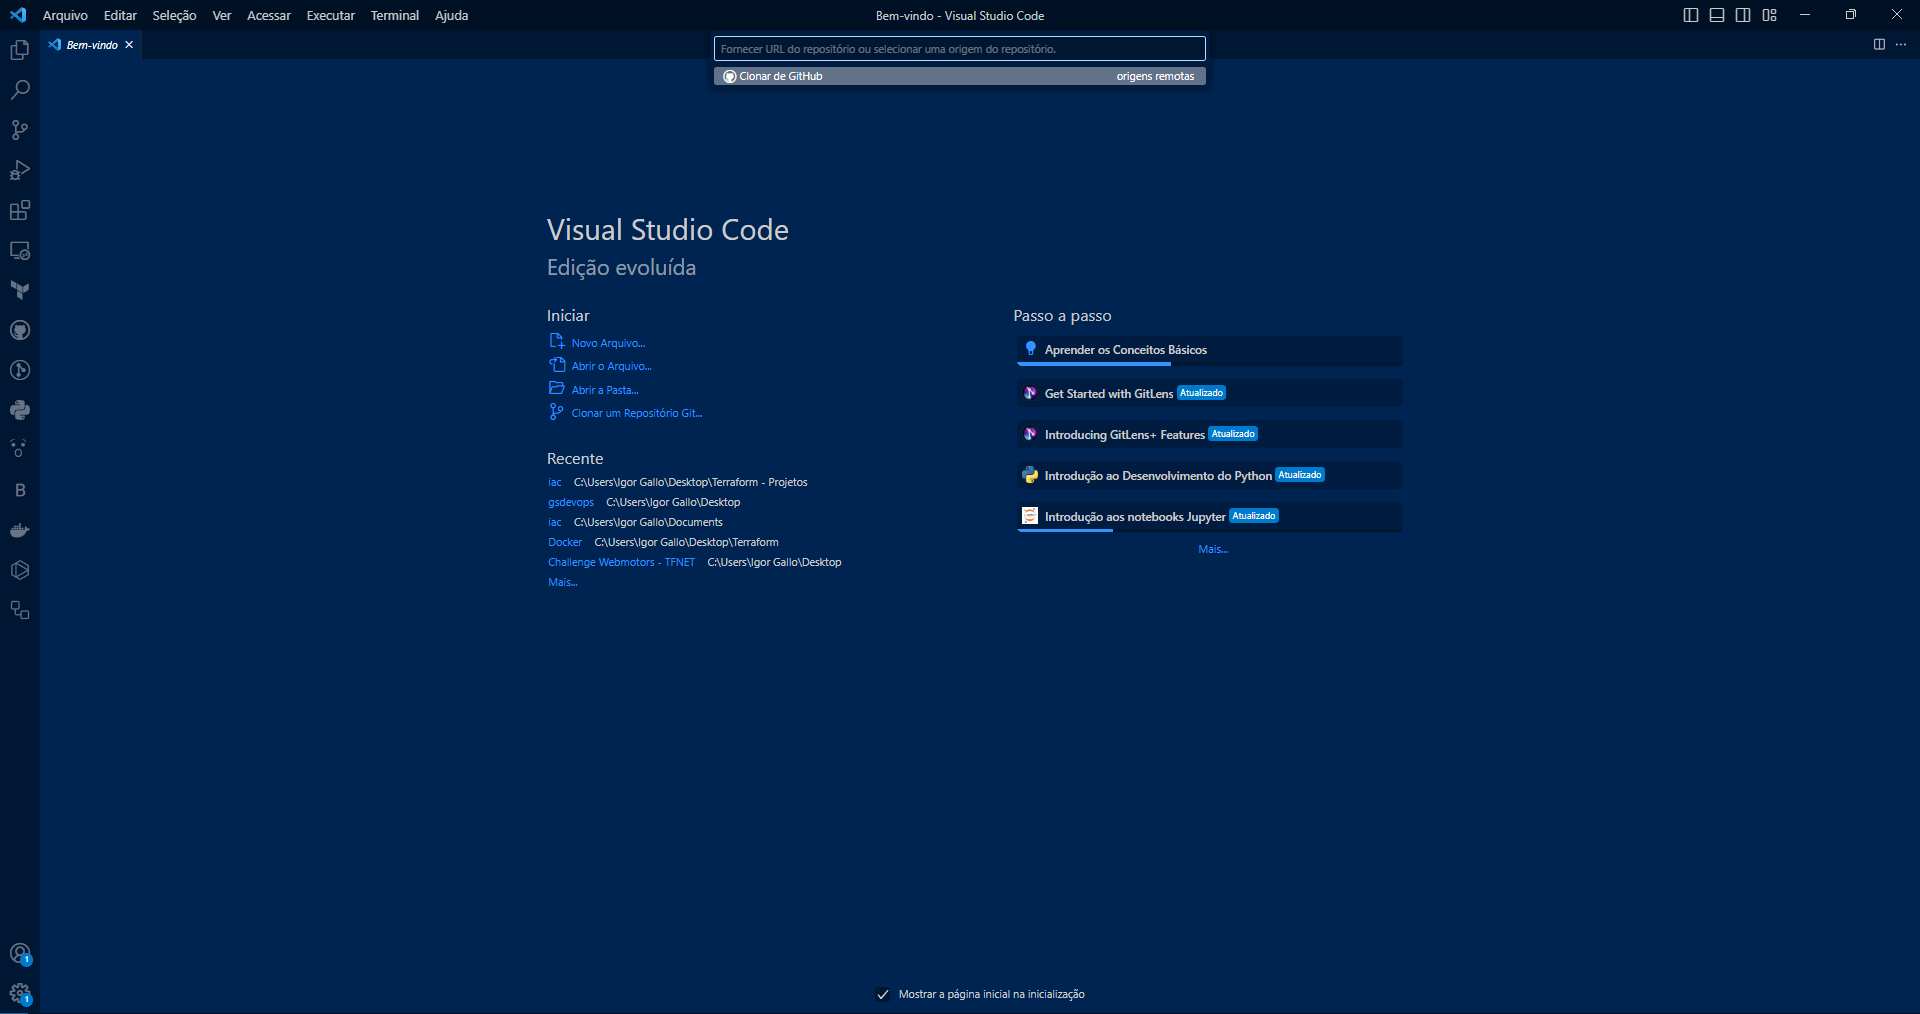 Arquivo Editar Seleção Ver Acessar Executar Terminal Ajuda
Bem-vindo - Visual Studio Code
Bem-vindo
Fornecer URL do repositório ou selecionar uma origem do repositório.
Clonar de GitHub origens remotas
Visual Studio Code
Edição evoluída
Iniciar
Novo Arquivo...
Abrir o Arquivo...
Abrir a Pasta...
Clonar um Repositório Git...
Recente
iac C:\Users\Igor Gallo\Desktop\Terraform - Projetos
gsdevops C:\Users\Igor Gallo\Desktop
iac C:\Users\Igor Gallo\Documents
Docker C:\Users\Igor Gallo\Desktop\Terraform
Challenge Webmotors - TFNET C:\Users\Igor Gallo\Desktop
Mais...
Passo a passo
Aprender os Conceitos Básicos
Get Started with GitLens Atualizado
Introducing GitLens+ Features Atualizado
Introdução ao Desenvolvimento do Python Atualizado
Introdução aos notebooks Jupyter Atualizado
Mais...
B
1
1
Mostrar a página inicial na inicialização